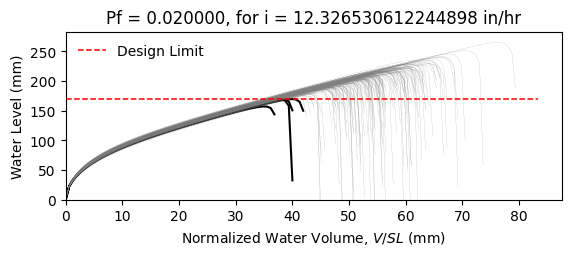 Pf = 0.020000, for i = 12.326530612244898 in/hr
Design Limit
Water Level (mm)
250
200
150
100
50
0
0 10 20 30 40 50 60 70 80
Normalized Water Volume, V/SL (mm)